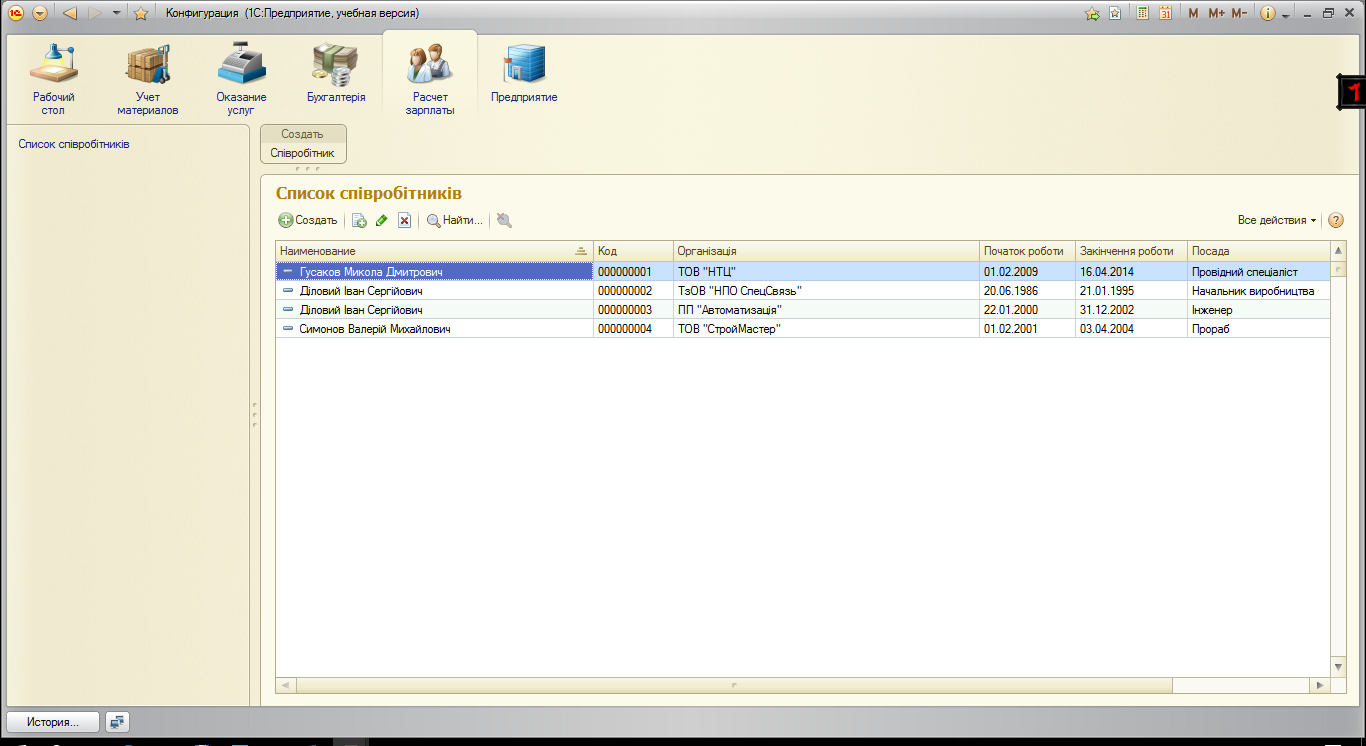 Конфигурация (1С:Предприятие, учебная версия)
31 M M+ M-
Рабочий стол
Учет материалов
Оказание услуг
Бухгалтерія
Расчет зарплаты
Предприятие
1
Список співробітників
Создать
Співробітник
Список співробітників
Создать Найти... Все действия ?
Наименование Код Організація Початок роботи Закінчення роботи Посада
Гусаков Микола Дмитрович 000000001 ТОВ "НТЦ" 01.02.2009 16.04.2014 Провідний спеціаліст
Діловий Іван Сергійович 000000002 ТзОВ "НПО СпецСвязь" 20.06.1986 21.01.1995 Начальник виробництва
Діловий Іван Сергійович 000000003 ПП "Автоматизація" 22.01.2000 31.12.2002 Інженер
Симонов Валерій Михайлович 000000004 ТОВ "СтройМастер" 01.02.2001 03.04.2004 Прораб
История...